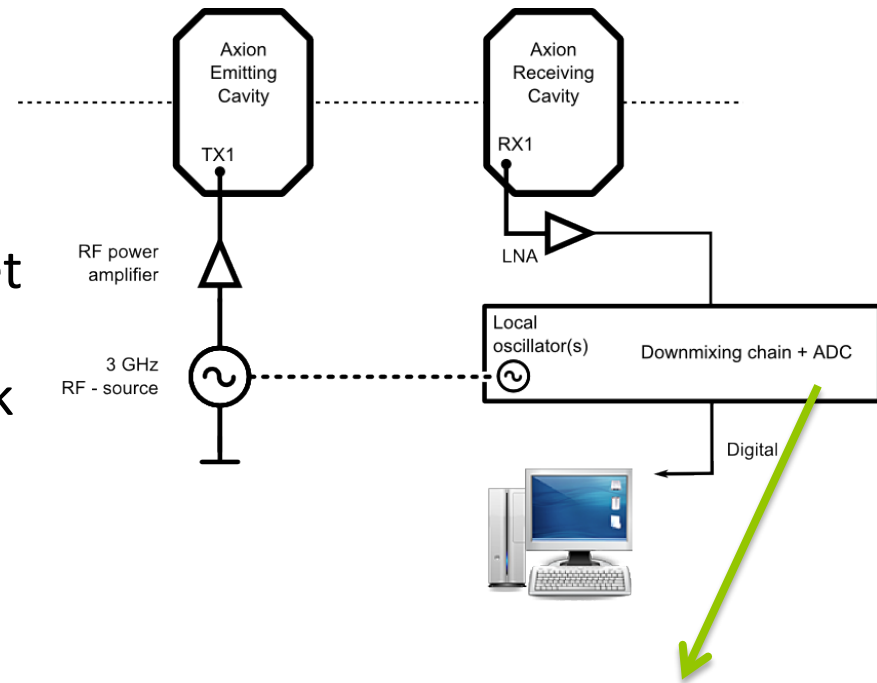 Axion
Emitting
Cavity
Axion
Receiving
Cavity
TX1
RX1
RF power
amplifier
LNA
Local
oscillator(s)
Downmixing chain + ADC
3 GHz
RF - source
Digital